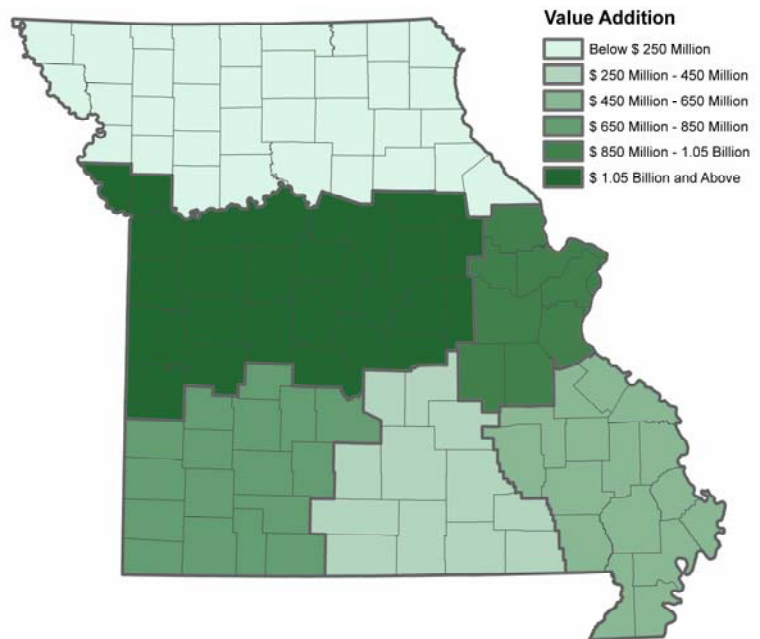 Value Addition
Below $ 250 Million
$ 250 Million - 450 Million
$ 450 Million - 650 Million
$ 650 Million - 850 Million
$ 850 Million - 1.05 Billion
$ 1.05 Billion and Above